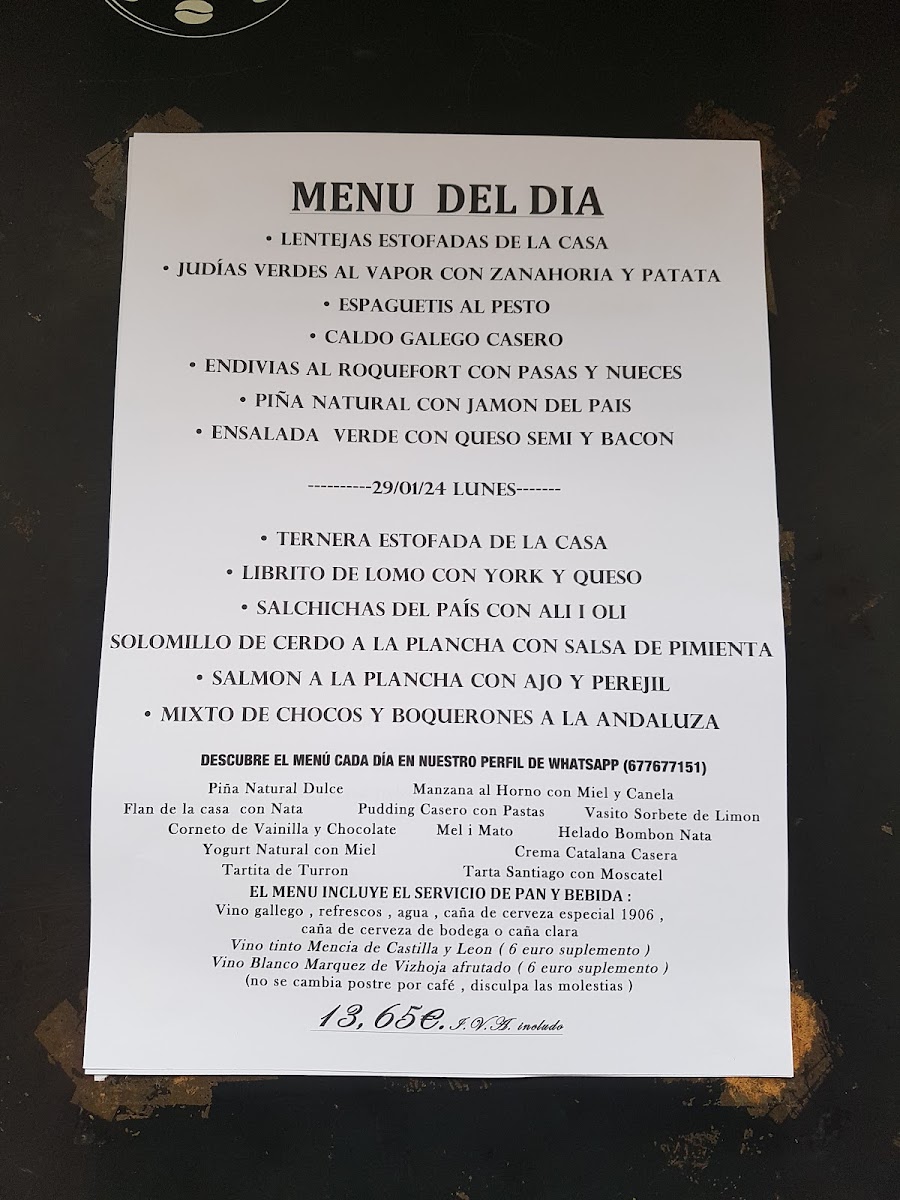 MENU DEL DIA
• LENTEJAS ESTOFADAS DE LA CASA
• JUDÍAS VERDES AL VAPOR CON ZANAHORIA Y PATATA
• ESPAGUETIS AL PESTO
• CALDO GALEGO CASERO
• ENDIVIAS AL ROQUEFORT CON PASAS Y NUECES
• PIÑA NATURAL CON JAMON DEL PAIS
• ENSALADA VERDE CON QUESO SEMI Y BACON
----------29/01/24 LUNES-------
• TERNERA ESTOFADA DE LA CASA
• LIBRITO DE LOMO CON YORK Y QUESO
• SALCHICHAS DEL PAÍS CON ALI I OLI
SOLOMILLO DE CERDO A LA PLANCHA CON SALSA DE PIMIENTA
• SALMON A LA PLANCHA CON AJO Y PEREJIL
• MIXTO DE CHOCOS Y BOQUERONES A LA ANDALUZA
DESCUBRE EL MENÚ CADA DÍA EN NUESTRO PERFIL DE WHATSAPP (677677151)
Piña Natural Dulce Manzana al Horno con Miel y Canela
Flan de la casa con Nata Pudding Casero con Pastas Vasito Sorbete de Limon
Corneto de Vainilla y Chocolate Mel i Mato Helado Bombon Nata
Yogurt Natural con Miel Crema Catalana Casera
Tartita de Turron Tarta Santiago con Moscatel
EL MENU INCLUYE EL SERVICIO DE PAN Y BEBIDA :
Vino gallego , refrescos , agua , caña de cerveza especial 1906 ,
caña de cerveza de bodega o caña clara
Vino tinto Mencia de Castilla y Leon ( 6 euro suplemento )
Vino Blanco Marquez de Vizhoja afrutado ( 6 euro suplemento )
(no se cambia postre por café , disculpa las molestias )
13,65€. I.V.A. incluido